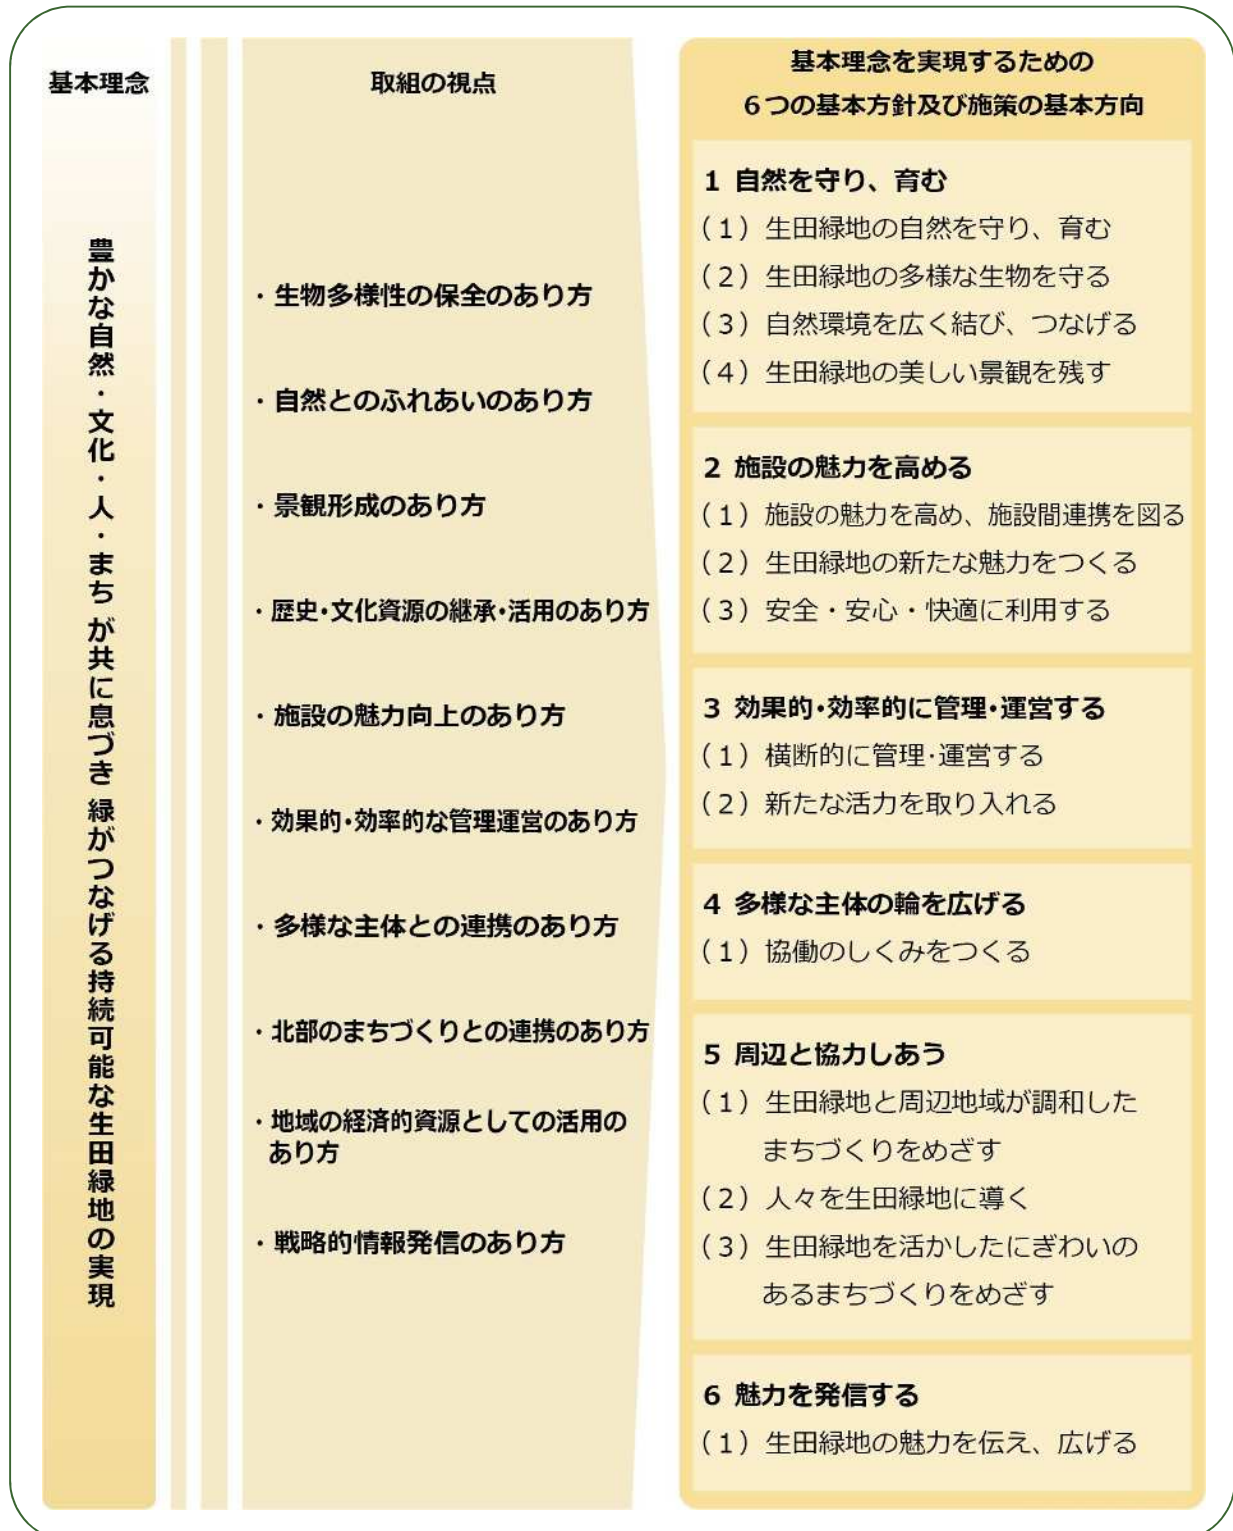 基本理念
豊かな自然・文化・人・まち が共に息づき 緑がつなげる持続可能な生田緑地の実現
取組の視点
・生物多様性の保全のあり方
・自然とのふれあいのあり方
・景観形成のあり方
・歴史・文化資源の継承・活用のあり方
・施設の魅力向上のあり方
・効果的・効率的な管理運営のあり方
・多様な主体との連携のあり方
・北部のまちづくりとの連携のあり方
・地域の経済的資源としての活用の
あり方
・戦略的情報発信のあり方
基本理念を実現するための
６つの基本方針及び施策の基本方向
1 自然を守り、育む
（１）生田緑地の自然を守り、育む
（２）生田緑地の多様な生物を守る
（３）自然環境を広く結び、つなげる
（４）生田緑地の美しい景観を残す
2 施設の魅力を高める
（１）施設の魅力を高め、施設間連携を図る
（２）生田緑地の新たな魅力をつくる
（３）安全・安心・快適に利用する
3 効果的・効率的に管理・運営する
（１）横断的に管理・運営する
（２）新たな活力を取り入れる
4 多様な主体の輪を広げる
（１）協働のしくみをつくる
5 周辺と協力しあう
（１）生田緑地と周辺地域が調和した
まちづくりをめざす
（２）人々を生田緑地に導く
（３）生田緑地を活かしたにぎわいの
あるまちづくりをめざす
6 魅力を発信する
（１）生田緑地の魅力を伝え、広げる